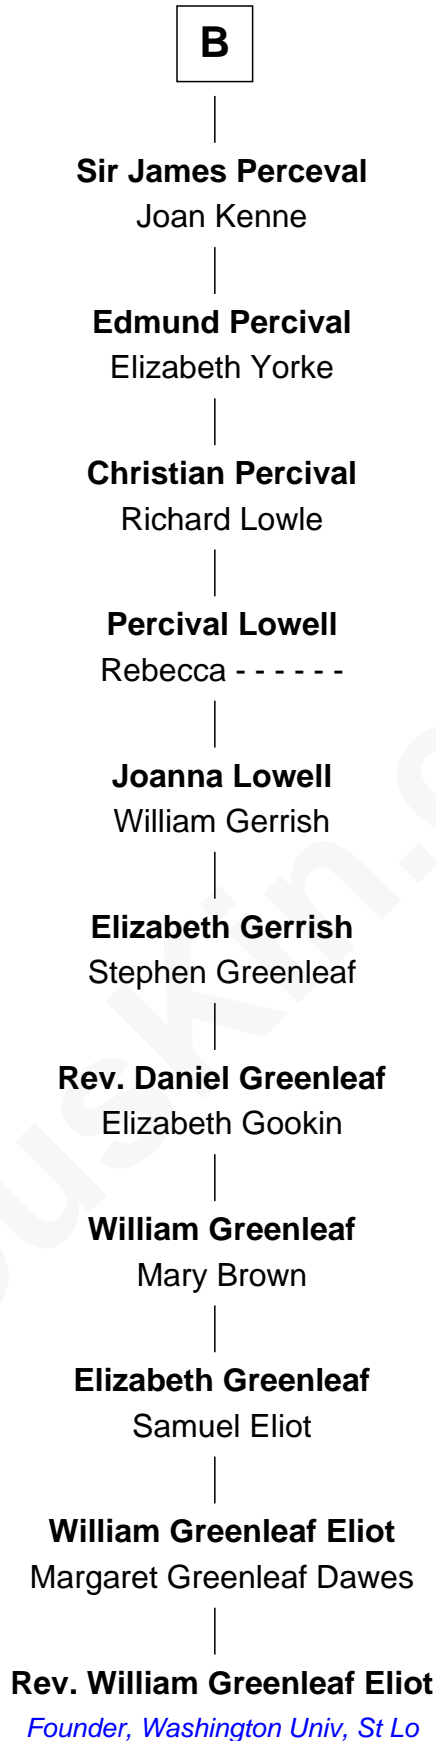 B
Sir James Perceval
Joan Kenne
Edmund Percival
Elizabeth Yorke
Christian Percival
Richard Lowle
Percival Lowell
Rebecca - - - - - -
Joanna Lowell
William Gerrish
Elizabeth Gerrish
Stephen Greenleaf
Rev. Daniel Greenleaf
Elizabeth Gookin
William Greenleaf
Mary Brown
Elizabeth Greenleaf
Samuel Eliot
William Greenleaf Eliot
Margaret Greenleaf Dawes
Rev. William Greenleaf Eliot
Founder, Washington Univ, St Lo